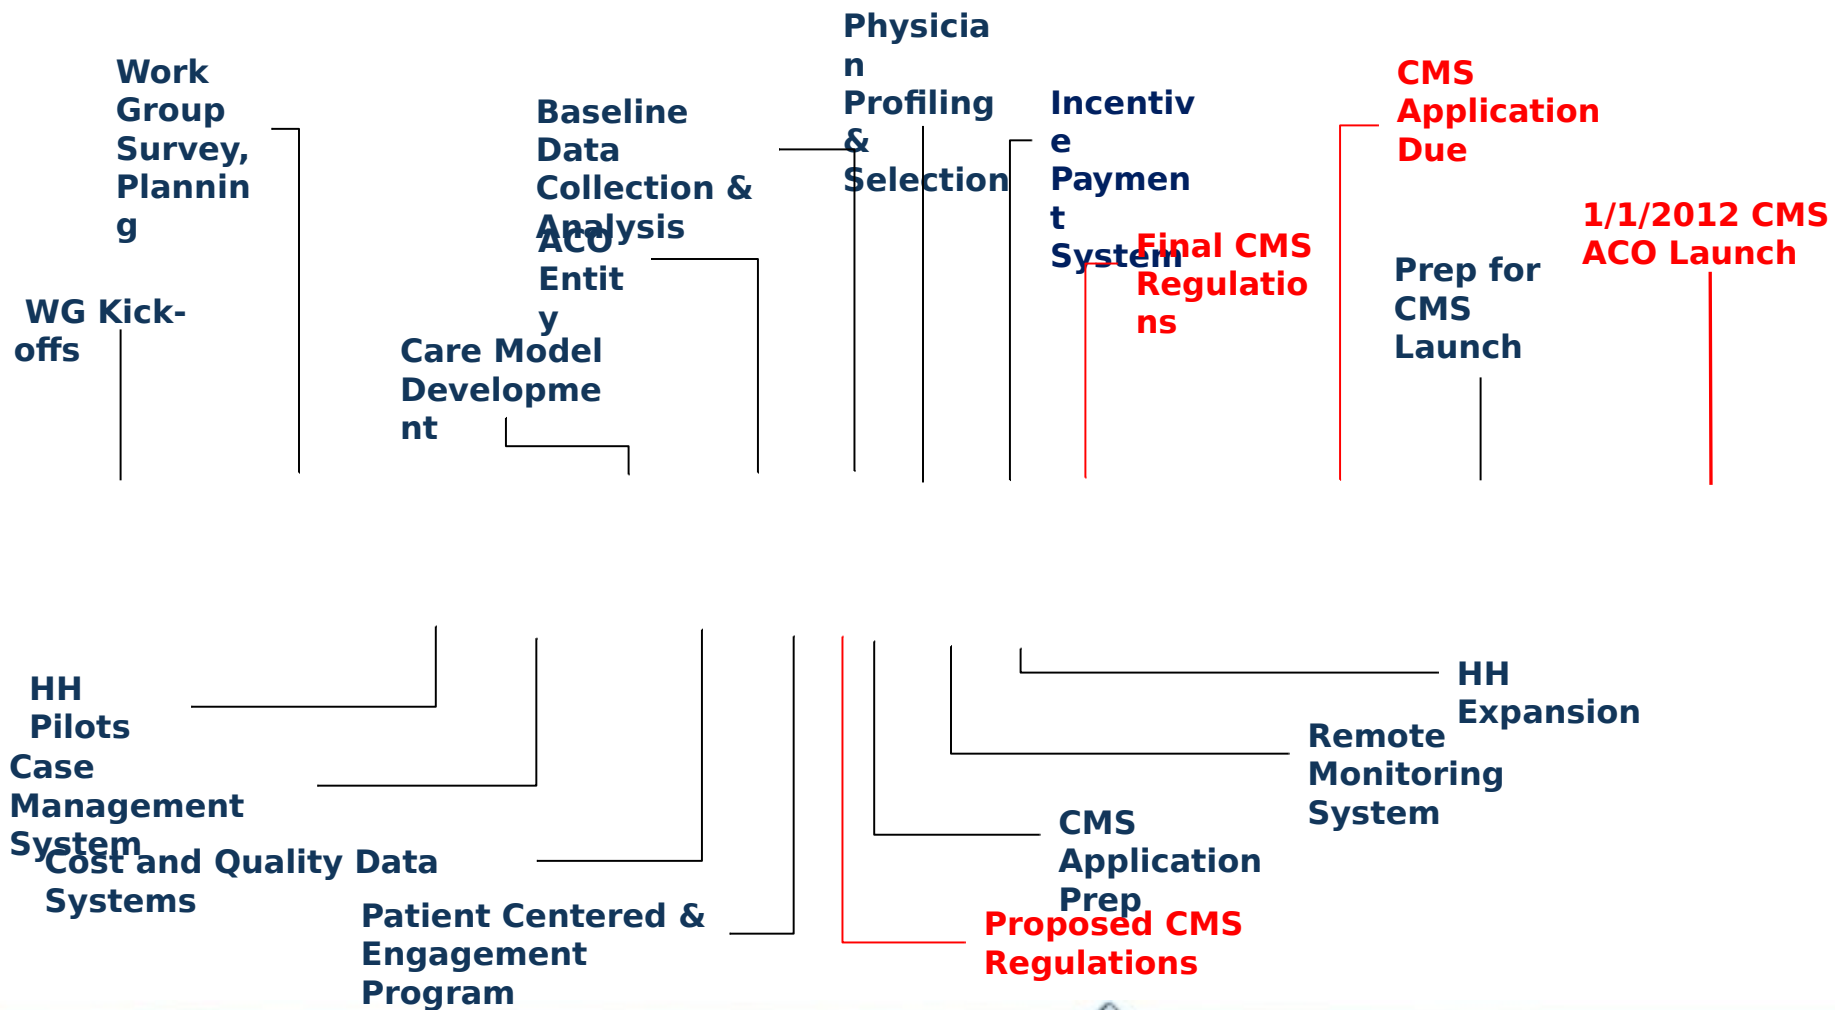 Physicia
n
Profiling
&
Selection
Work
Group
Survey,
Plannin
g
Baseline
Data
Collection &
Analysis
Incentiv
e
Paymen
t
System
CMS
Application
Due
1/1/2012 CMS
ACO Launch
ACO
Entit
y
Final CMS
Regulatio
ns
Prep for
CMS
Launch
WG Kick-
offs
Care Model
Developme
nt
HH
Pilots
HH
Expansion
Case
Management
System
Remote
Monitoring
System
Cost and Quality Data
Systems
CMS
Application
Prep
Patient Centered &
Engagement
Program
Proposed CMS
Regulations